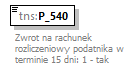 tns:P_540
Zwrot na rachunek
rozliczeniowy podatnika w
terminie 15 dni: 1 - tak